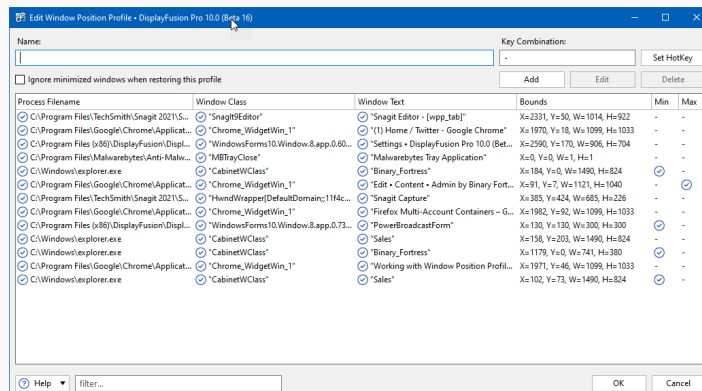 Edit Window Position Profile • DisplayFusion Pro 10.0 (Beta 16)
Name: Key Combination:
- Set HotKey
Ignore minimized windows when restoring this profile Add Edit Delete
Process Filename Window Class Window Text Bounds Min Max
C:\Program Files\TechSmith\Snagit 2021\S... "SnagIt9Editor" "Snagit Editor - [wpp_tab]" X=2331, Y=50, W=1014, H=922 - -
C:\Program Files\Google\Chrome\Applicat... "Chrome_WidgetWin_1" "(1) Home / Twitter - Google Chrome" X=1970, Y=18, W=1099, H=1033 - -
C:\Program Files (x86)\DisplayFusion\Displ... "WindowsForms10.Window.8.app.0.60... "Settings • DisplayFusion Pro 10.0 (Bet... X=2590, Y=170, W=906, H=704 - -
C:\Program Files\Malwarebytes\Anti-Malw... "MBTrayClose" "Malwarebytes Tray Application" X=0, Y=0, W=1, H=1 - -
C:\Windows\explorer.exe "CabinetWClass" "Binary_Fortress" X=184, Y=0, W=1490, H=824 -
C:\Program Files\Google\Chrome\Applicat... "Chrome_WidgetWin_1" "Edit • Content • Admin by Binary Fort... X=91, Y=7, W=1121, H=1040 -
C:\Program Files\TechSmith\Snagit 2021\S... "HwndWrapper[DefaultDomain;;11f4c... "Snagit Capture" X=385, Y=424, W=685, H=226 - -
C:\Program Files\Google\Chrome\Applicat... "Chrome_WidgetWin_1" "Firefox Multi-Account Containers – G... X=1982, Y=92, W=1099, H=1033 - -
C:\Program Files (x86)\DisplayFusion\Displ... "WindowsForms10.Window.8.app.0.73... "PowerBroadcastForm" X=130, Y=130, W=300, H=300 -
C:\Windows\explorer.exe "CabinetWClass" "Sales" X=158, Y=203, W=1490, H=824 - -
C:\Windows\explorer.exe "CabinetWClass" "Binary_Fortress" X=1179, Y=0, W=741, H=380 -
C:\Program Files\Google\Chrome\Applicat... "Chrome_WidgetWin_1" "Working with Window Position Profil... X=1971, Y=46, W=1099, H=1033 - -
C:\Windows\explorer.exe "CabinetWClass" "Sales" X=102, Y=73, W=1490, H=824 -
Help filter... OK Cancel